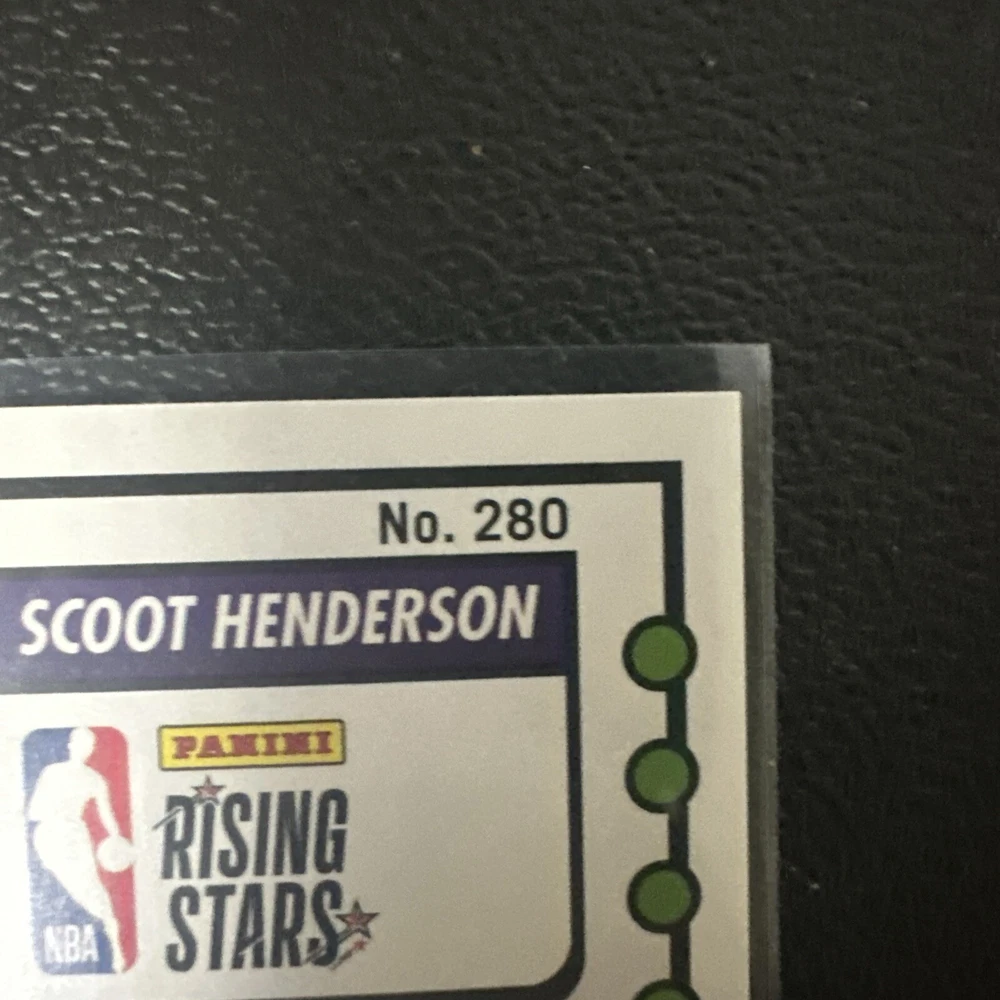 No. 280
SCOOT HENDERSON
PANINI
RISING
STARS
NBA